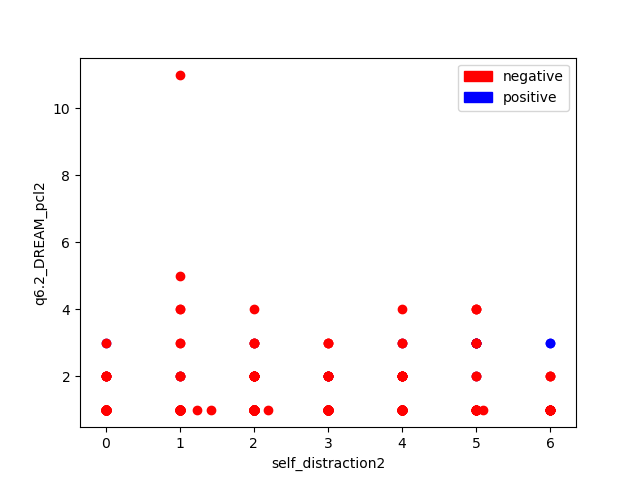 negative
positive
10
8
6
4
2
q6.2_DREAM_pcl2
0 1 2 3 4 5 6
self_distraction2